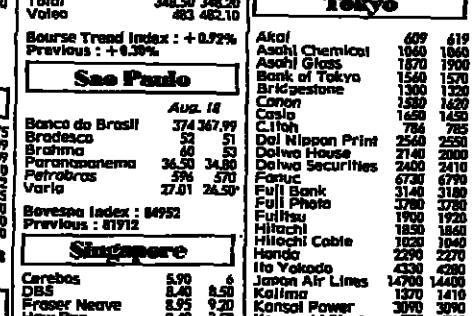 Total 348.50 348.20
Valeo 483 482.10
Bourse Trend Index : + 0.92%
Previous : + 0.39%
Sao Paulo
Aug. 18
Banco do Brasil 374 367.99
Bradesco 52 51
Brahma 60 53
Paranapanema 36.50 34.80
Petrobras 596 570
Varig 27.01 26.50
Bovespa Index : 84952
Previous : 81912
Singapore
Cerebos 5.90 6
DBS 8.40 8.50
Fraser Neave 8.95 9.20
Tokyo
Akai 609 619
Asahi Chemical 1060 1060
Asahi Glass 1870 1900
Bank of Tokyo 1560 1570
Bridgestone 1300 1320
Canon 1580 1620
Casio 1650 1450
C.Itoh 786 785
Dai Nippon Print 2560 2550
Daiwa House 2140 2000
Daiwa Securities 2400 2410
Fanuc 6730 6790
Fuji Bank 3140 3180
Fuji Photo 3780 3780
Fujitsu 1900 1920
Hitachi 1850 1860
Hitachi Cable 1020 1040
Honda 2290 2270
Ito Yokado 4330 4280
Japan Air Lines 14700 14400
Kajima 1370 1410
Kansai Power 3090 3090